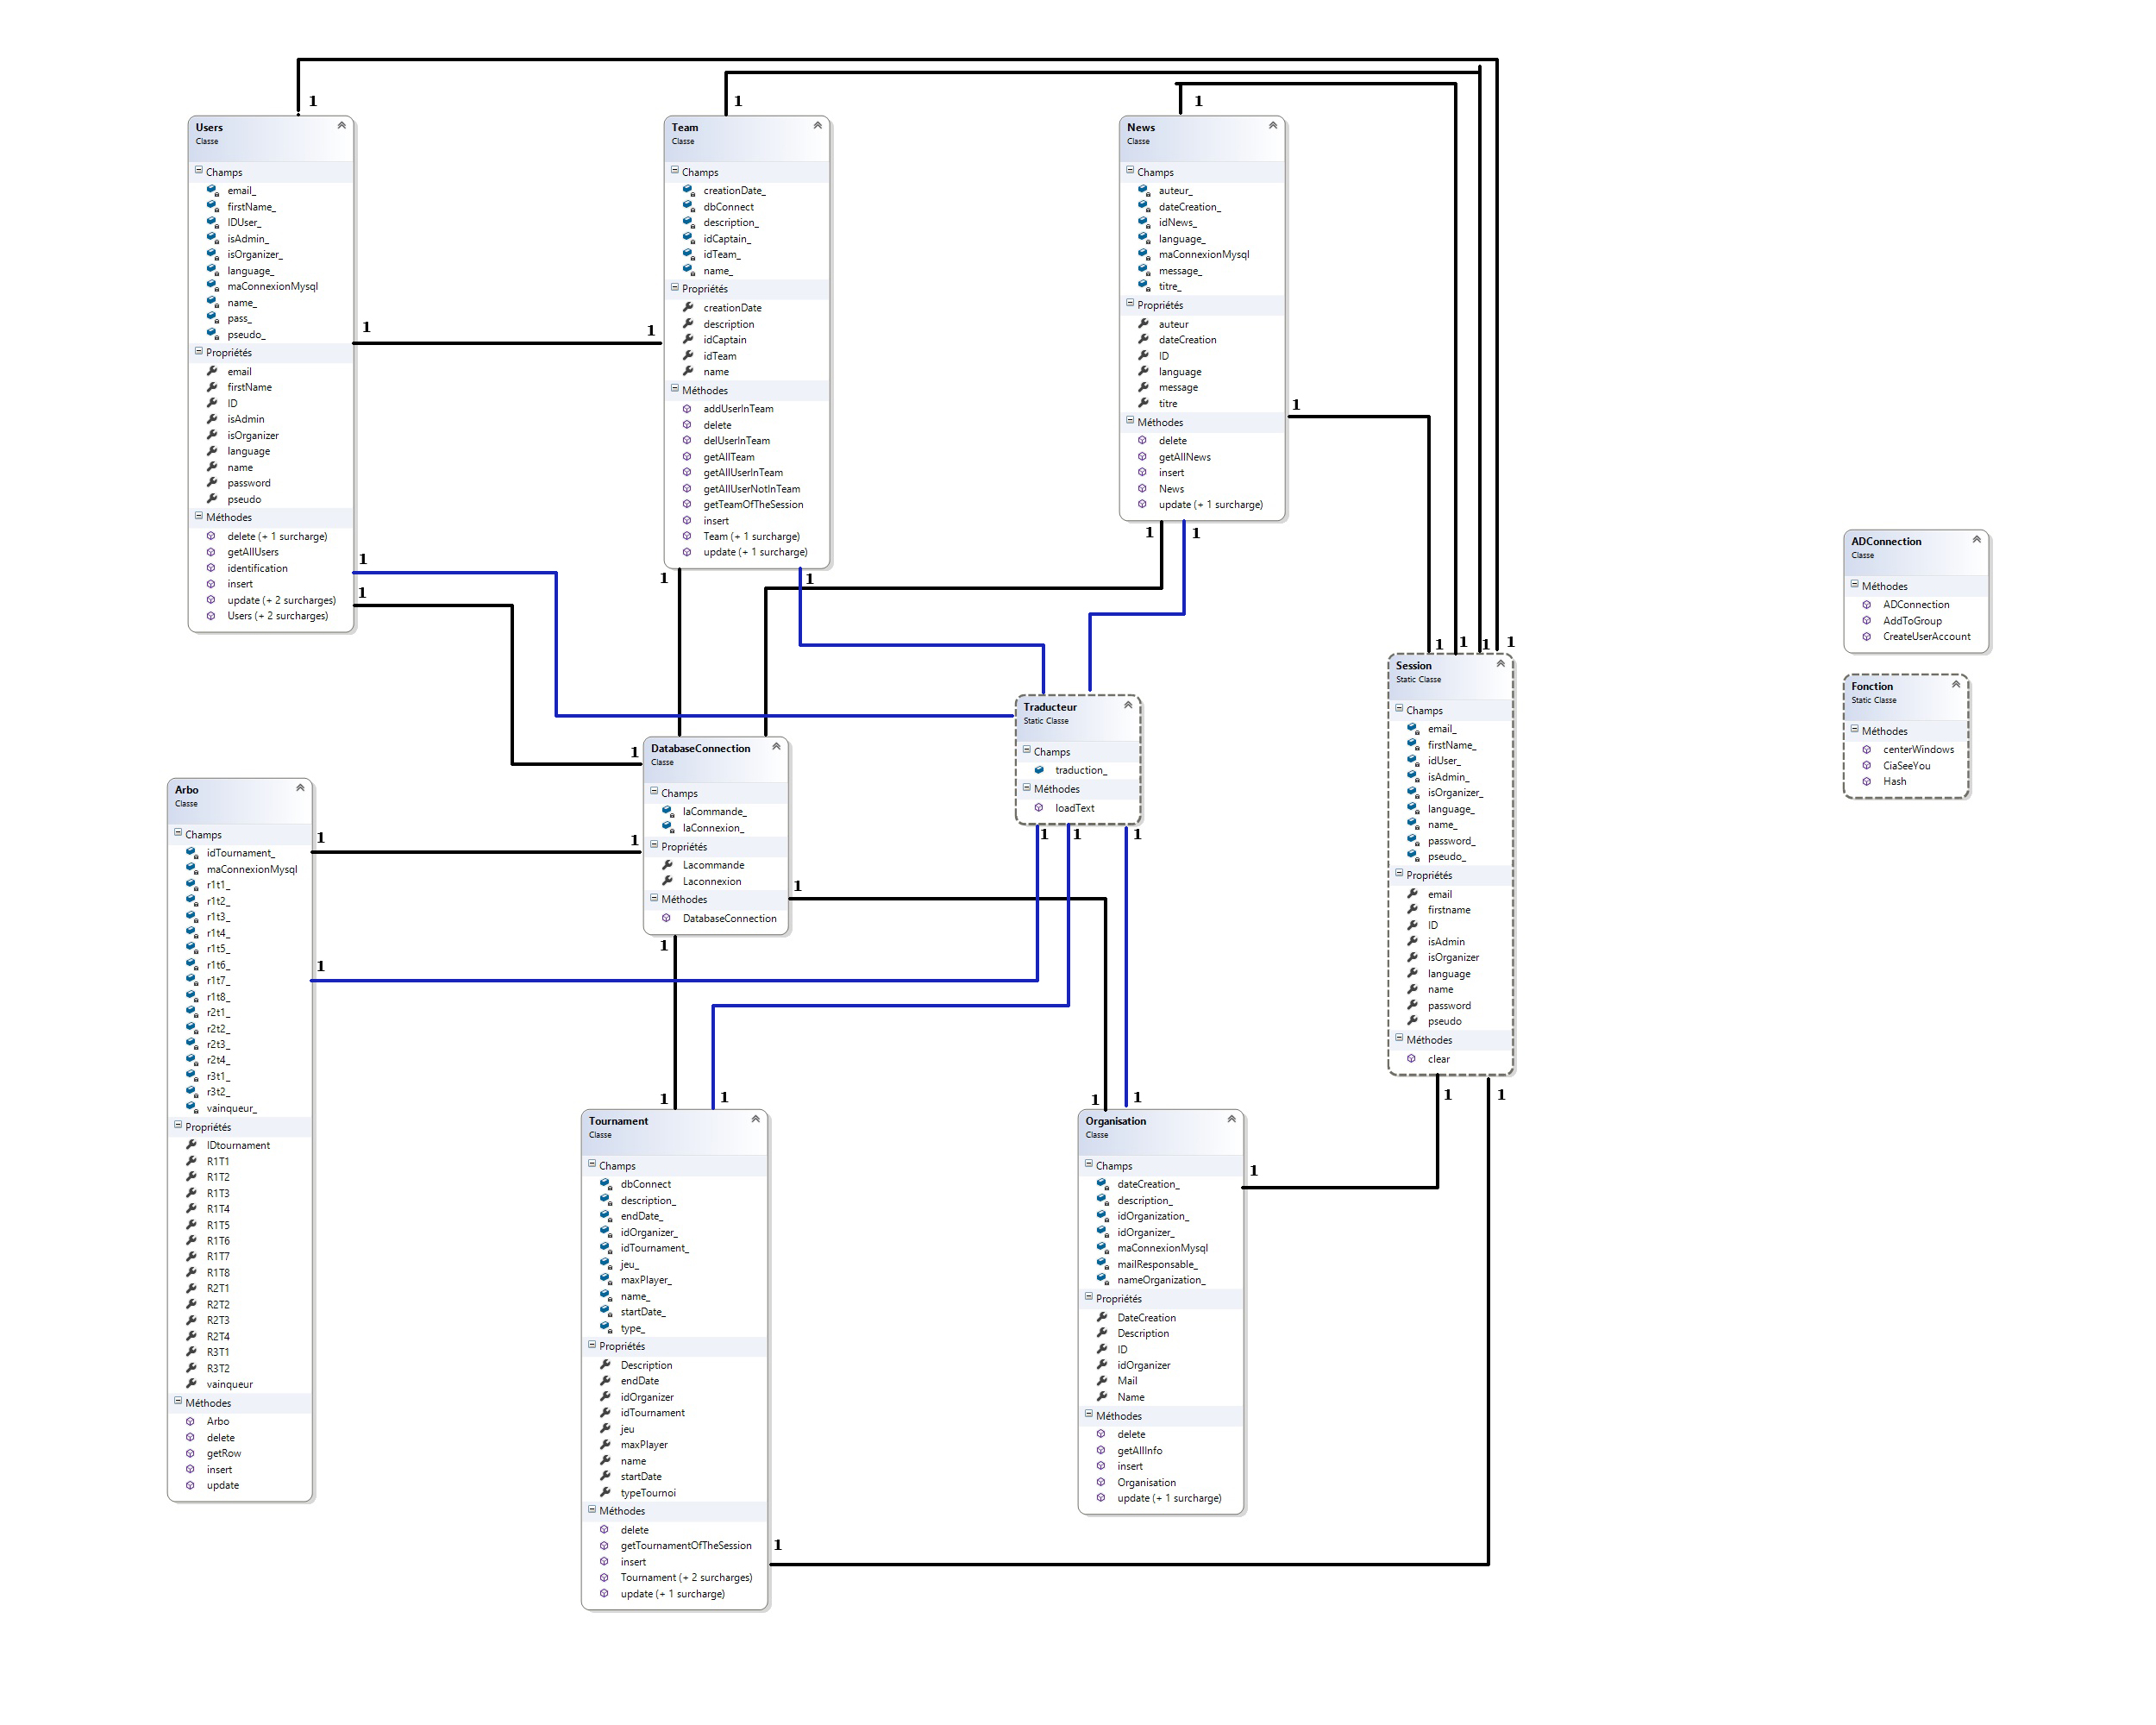 1
1
1
Users
Classe
Champs
email_
firstName_
IDUser_
isAdmin_
isOrganizer_
language_
maConnexionMysql
name_
pass_
pseudo_
Propriétés
email
firstName
ID
isAdmin
isOrganizer
language
name
password
pseudo
Méthodes
delete (+ 1 surcharge)
getAllUsers
identification
insert
update (+ 2 surcharges)
Users (+ 2 surcharges)
1
1
1
1
Team
Classe
Champs
creationDate_
dbConnect
description_
idCaptain_
idTeam_
name_
Propriétés
creationDate
description
idCaptain
idTeam
name
Méthodes
addUserInTeam
delete
delUserInTeam
getAllTeam
getAllUserInTeam
getAllUserNotInTeam
getTeamOfTheSession
insert
Team (+ 1 surcharge)
update (+ 1 surcharge)
1
1
News
Classe
Champs
auteur_
dateCreation_
idNews_
language_
maConnexionMysql
message_
titre_
Propriétés
auteur
dateCreation
ID
language
message
titre
Méthodes
delete
getAllNews
insert
News
update (+ 1 surcharge)
1
1
1
ADConnection
Classe
Méthodes
ADConnection
AddToGroup
CreateUserAccount
Fonction
Static Classe
Méthodes
centerWindows
CiaSeeYou
Hash
1
1
1
1
Session
Static Classe
Champs
email_
firstName_
idUser_
isAdmin_
isOrganizer_
language_
name_
password_
pseudo_
Propriétés
email
firstname
ID
isAdmin
isOrganizer
language
name
password
pseudo
Méthodes
clear
1
1
Traducteur
Static Classe
Champs
traduction_
Méthodes
loadText
1
1
1
1
1
1
DatabaseConnection
Classe
Champs
laCommande_
laConnexion_
Propriétés
Lacommande
Laconnexion
Méthodes
DatabaseConnection
1
Arbo
Classe
Champs
idTournament_
maConnexionMysql
r1t1_
r1t2_
r1t3_
r1t4_
r1t5_
r1t6_
r1t7_
r1t8_
r2t1_
r2t2_
r2t3_
r2t4_
r3t1_
r3t2_
vainqueur_
Propriétés
IDtournament
R1T1
R1T2
R1T3
R1T4
R1T5
R1T6
R1T7
R1T8
R2T1
R2T2
R2T3
R2T4
R3T1
R3T2
vainqueur
Méthodes
Arbo
delete
getRow
insert
update
1
1
1
1
Tournament
Classe
Champs
dbConnect
description_
endDate_
idOrganizer_
idTournament_
jeu_
maxPlayer_
name_
startDate_
type_
Propriétés
Description
endDate
idOrganizer
idTournament
jeu
maxPlayer
name
startDate
typeTournoi
Méthodes
delete
getTournamentOfTheSession
insert
Tournament (+ 2 surcharges)
update (+ 1 surcharge)
1
1
1
Organisation
Classe
Champs
dateCreation_
description_
idOrganization_
idOrganizer_
maConnexionMysql
mailResponsable_
nameOrganization_
Propriétés
DateCreation
Description
ID
idOrganizer
Mail
Name
Méthodes
delete
getAllInfo
insert
Organisation
update (+ 1 surcharge)
1